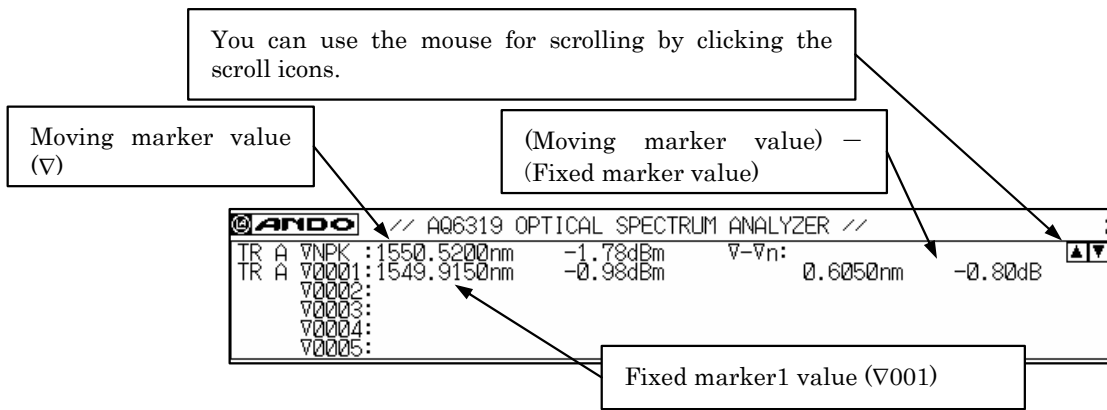 You can use the mouse for scrolling by clicking the
scroll icons.
Moving marker value
(∇)
(Moving marker value) －
(Fixed marker value)
ANDO // AQ6319 OPTICAL SPECTRUM ANALYZER //
TR A ∇NPK :1550.5200nm -1.78dBm ∇-∇n:
TR A ∇0001:1549.9150nm -0.98dBm 0.6050nm -0.80dB
∇0002:
∇0003:
∇0004:
∇0005:
Fixed marker1 value (∇001)